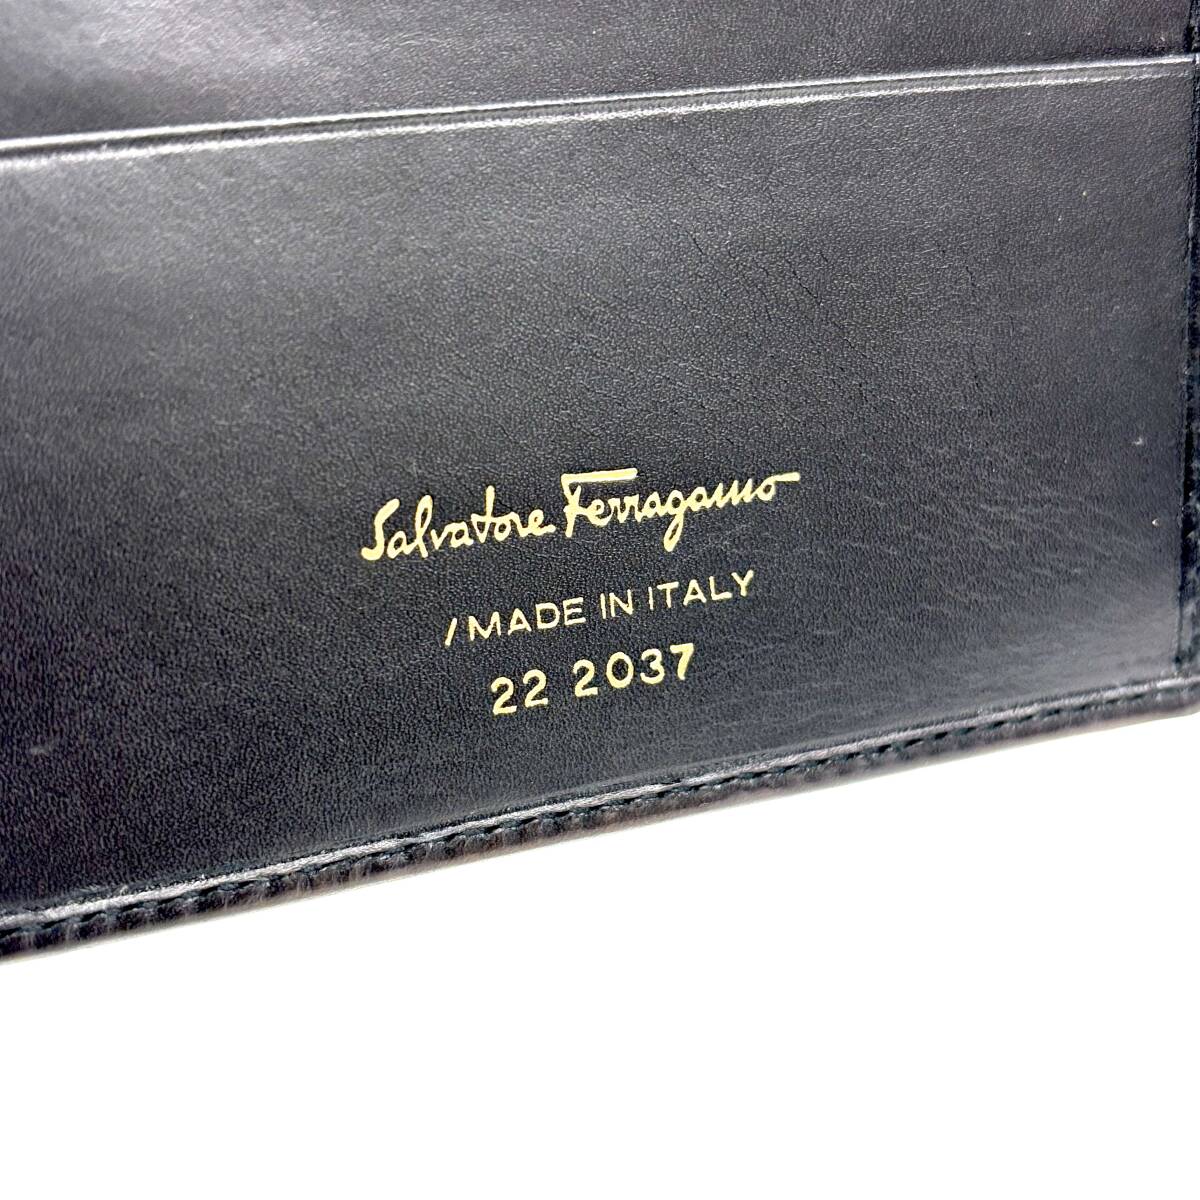 Salvatore Ferragamo
/MADE IN ITALY
22 2037